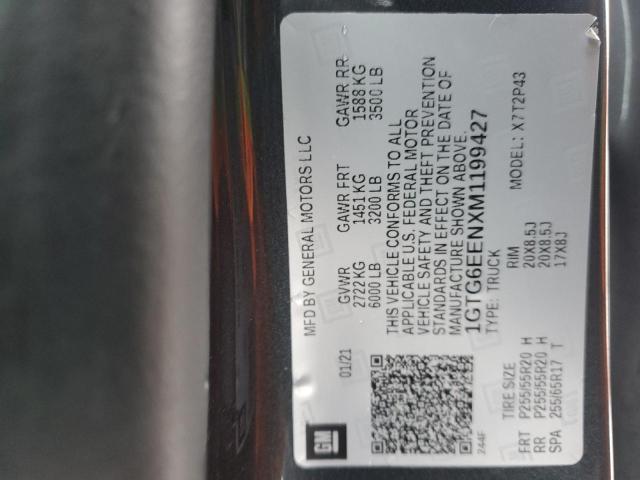 GM
01/21
MFD BY GENERAL MOTORS LLC
GVWR GAWR FRT GAWR RR
2722 KG 1451 KG 1588 KG
6000 LB 3200 LB 3500 LB
THIS VEHICLE CONFORMS TO ALL
APPLICABLE U.S. FEDERAL MOTOR
VEHICLE SAFETY AND THEFT PREVENTION
STANDARDS IN EFFECT ON THE DATE OF
MANUFACTURE SHOWN ABOVE.
1GTG6EENXM1199427
244F TYPE: TRUCK MODEL: X7T2P43
TIRE SIZE RIM
FRT P255/55R20 H 20X8.5J
RR P255/55R20 H 20X8.5J
SPA 255/65R17 T 17X8J